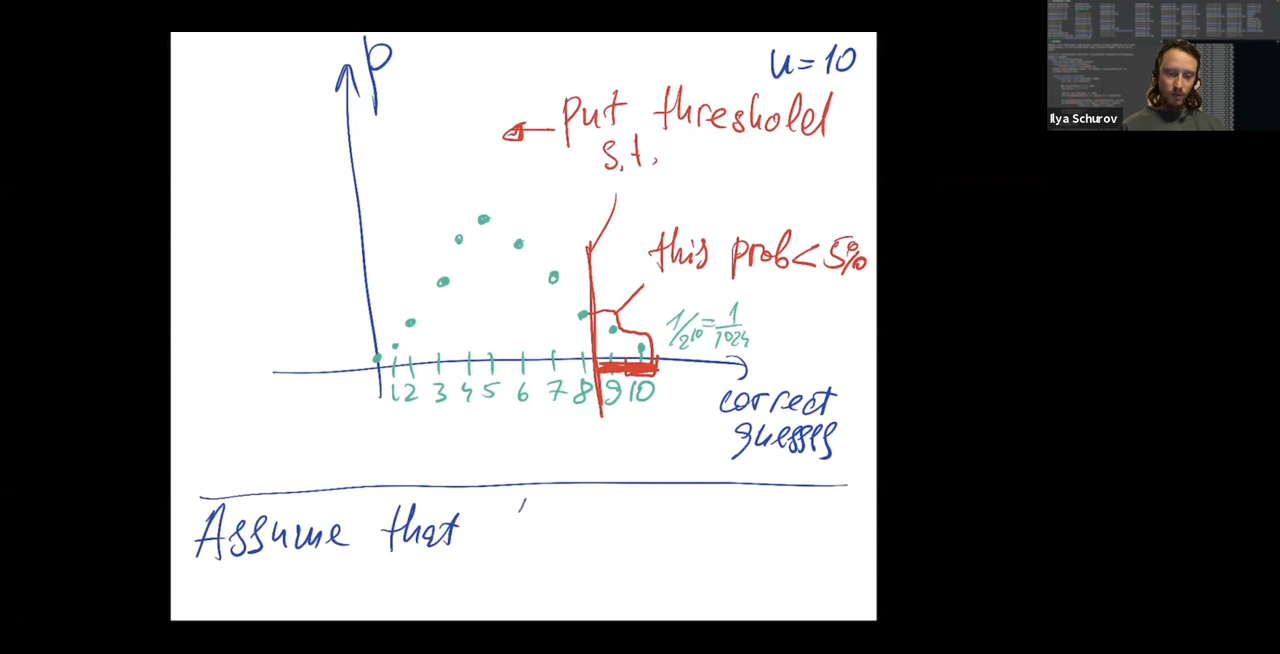 p
n = 10
put threshold
s.t.
this prob < 5%
1/2^10 = 1/1024
1 2 3 4 5 6 7 8 9 10
correct
guesses
Assume that
Ilya Schurov